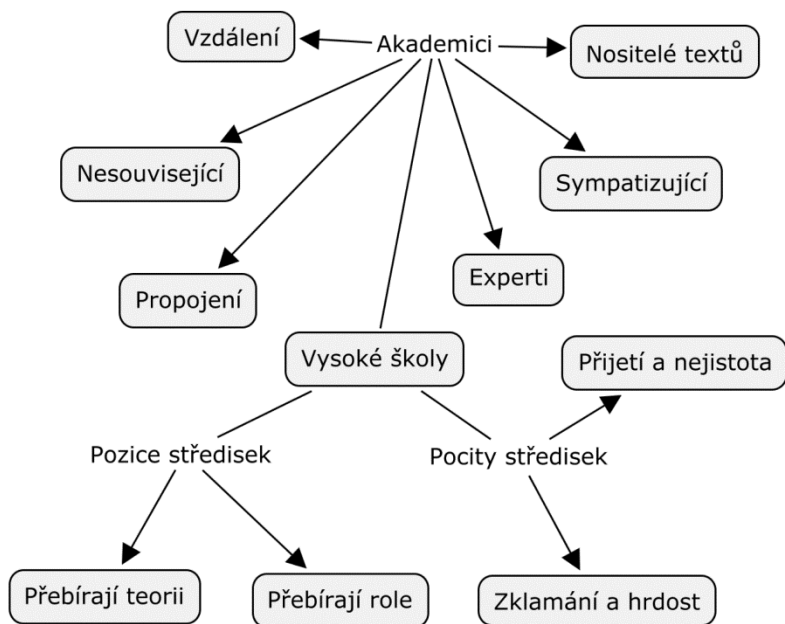 Vzdálení
Akademici
Nositelé textů
Nesouvisející
Sympatizující
Propojení
Experti
Vysoké školy
Přijetí a nejistota
Pozice středisek
Pocity středisek
Přebírají teorii
Přebírají role
Zklamání a hrdost